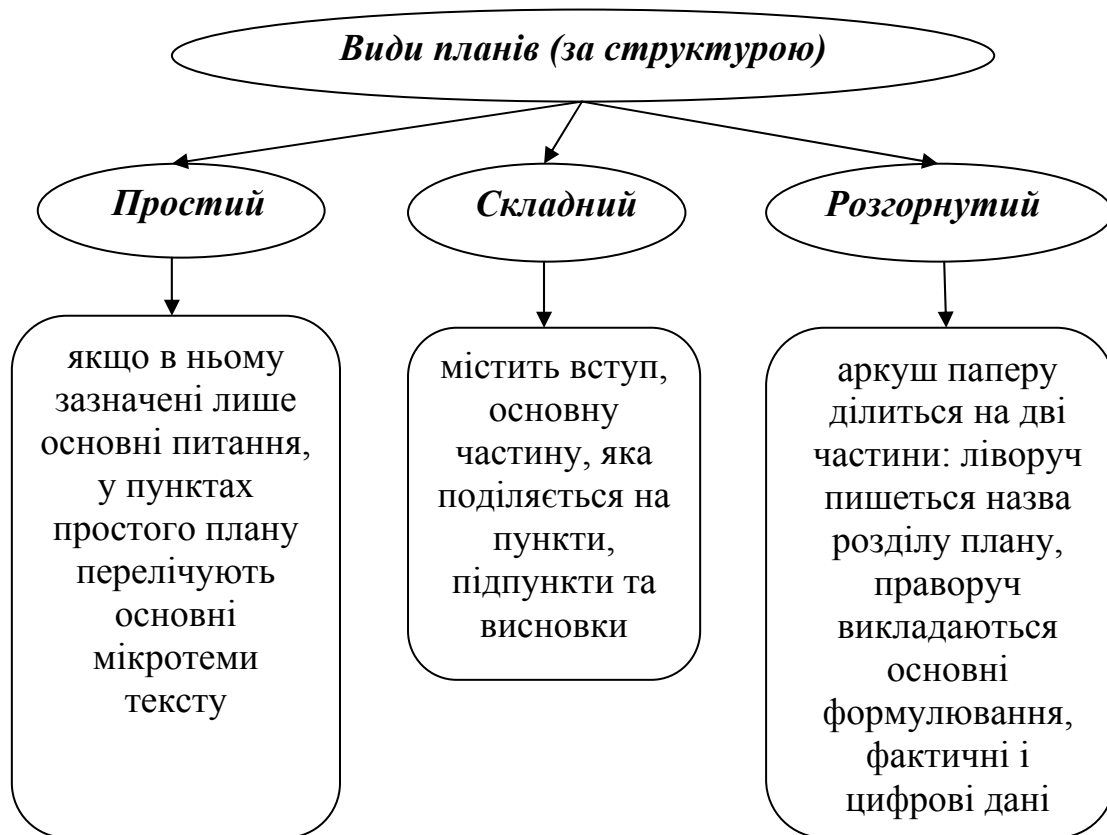 Види планів (за структурою)
Простий
Складний
Розгорнутий
якщо в ньому
зазначені лише
основні питання,
у пунктах
простого плану
перелічують
основні
мікротеми
тексту
містить вступ,
основну
частину, яка
поділяється на
пункти,
підпункти та
висновки
аркуш паперу
ділиться на дві
частини: ліворуч
пишеться назва
розділу плану,
праворуч
викладаються
основні
формулювання,
фактичні і
цифрові дані